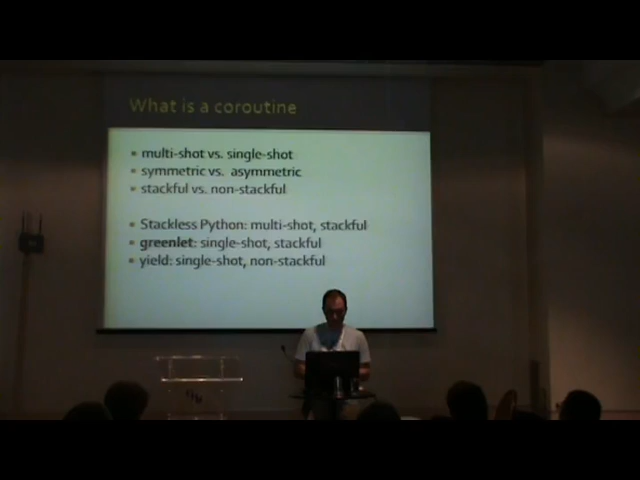 What is a coroutine
multi-shot vs. single-shot
symmetric vs. asymmetric
stackful vs. non-stackful
Stackless Python: multi-shot, stackful
greenlet: single-shot, stackful
yield: single-shot, non-stackful